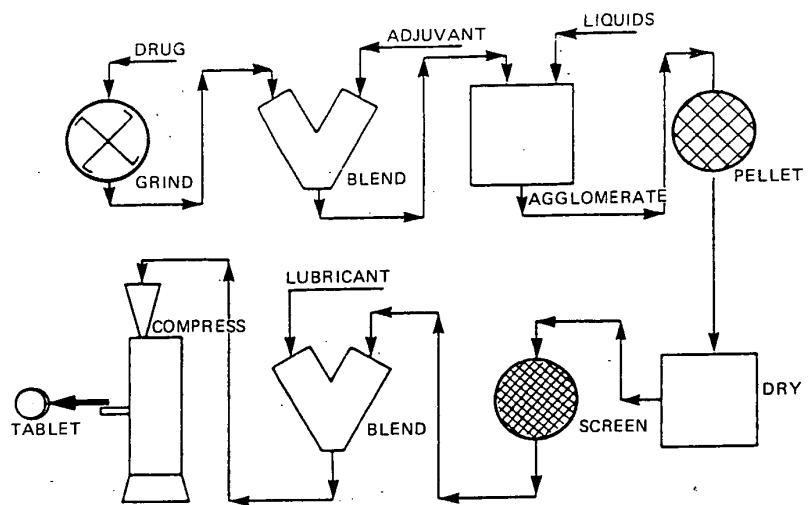 DRUG
ADJUVANT
LIQUIDS
GRIND
BLEND
AGGLOMERATE
PELLET
LUBRICANT
COMPRESS
DRY
TABLET
BLEND
SCREEN